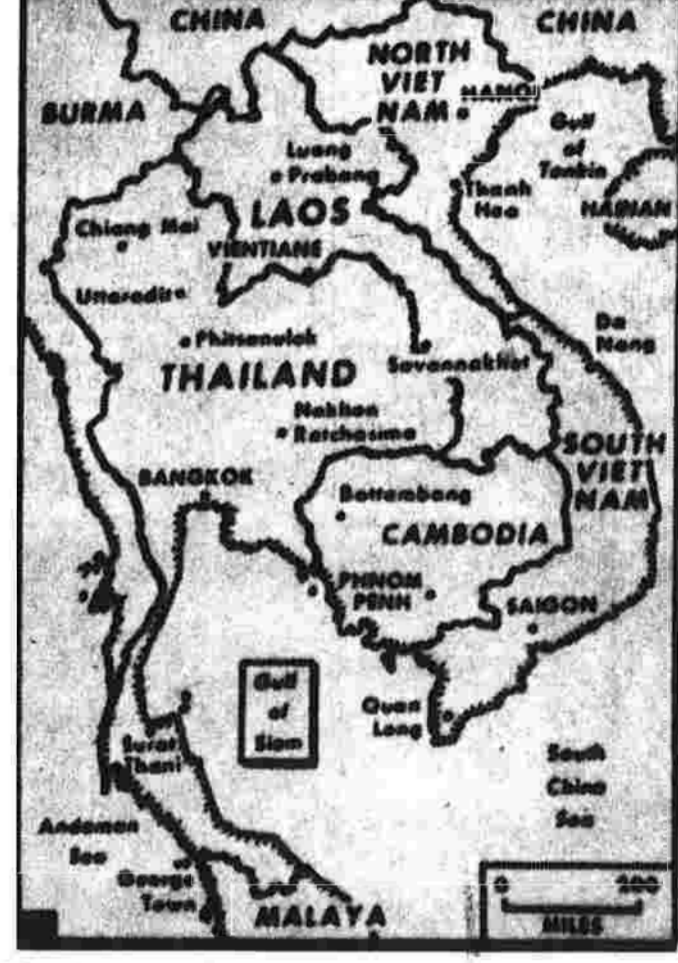 CHINA
CHINA
NORTH
VIET
NAM
HANOI
BURMA
Gulf
of
Tonkin
Luang
Prabang
Thanh
Hoa
HAINAN
LAOS
Chiang Mai
VIENTIANE
Uttaradit
Da
Nang
Phitsanulok
THAILAND
Savannakhet
Nakhon
Ratchasima
SOUTH
VIET
NAM
BANGKOK
Battambang
CAMBODIA
PHNOM
PENH
SAIGON
Gulf
of
Siam
Quan
Long
Surat
Thani
South
China
Sea
Andaman
Sea
George
Town
MALAYA
0 200
MILES